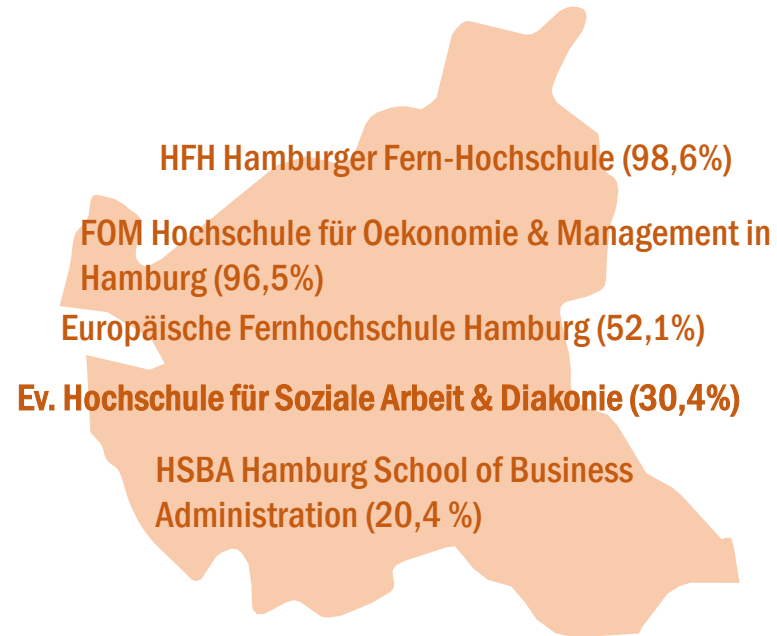 HFH Hamburger Fern-Hochschule (98,6%)
FOM Hochschule für Oekonomie & Management in
Hamburg (96,5%)
Europäische Fernhochschule Hamburg (52,1%)
Ev. Hochschule für Soziale Arbeit & Diakonie (30,4%)
HSBA Hamburg School of Business
Administration (20,4 %)